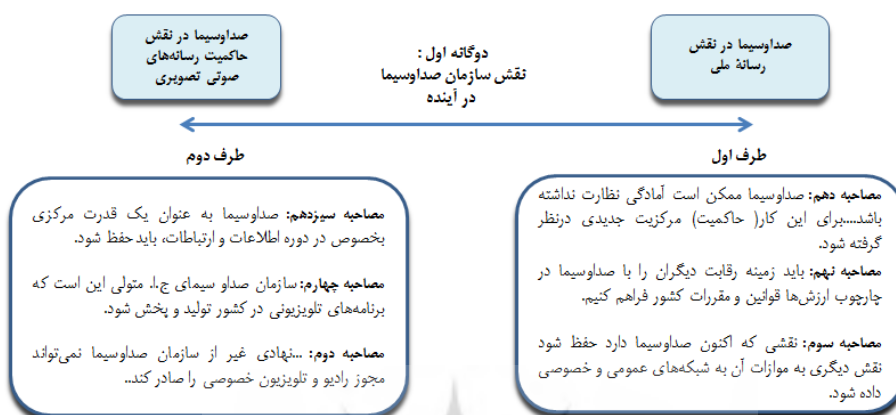 صداوسیما در نقش
رسانهٔ ملی
دوگانه اول :
نقش سازمان صداوسیما
در آینده
صداوسیما در نقش
حاکمیت رسانه‌های
صوتی تصویری
طرف اول
طرف دوم
مصاحبه دهم: صداوسیما ممکن است آمادگی نظارت نداشته
باشد....برای این کار( حاکمیت) مرکزیت جدیدی درنظر
گرفته شود.
مصاحبه نهم: باید زمینه رقابت دیگران را با صداوسیما در
چارچوب ارزش‌ها قوانین و مقررات کشور فراهم کنیم.
مصاحبه سوم: نقشی که اکنون صداوسیما دارد حفظ شود
نقش دیگری به موازات آن به شبکه‌های عمومی و خصوصی
داده شود.
مصاحبه سیزدهم: صداوسیما به عنوان یک قدرت مرکزی
بخصوص در دوره اطلاعات و ارتباطات، باید حفظ شود.
مصاحبه چهارم: سازمان صداو سیمای ج.ا. متولی این است که
برنامه‌های تلویزیونی در کشور تولید و پخش شود.
مصاحبه دوم: ...نهادی غیر از سازمان صداوسیما نمی‌تواند
مجوز رادیو و تلویزیون خصوصی را صادر کند..